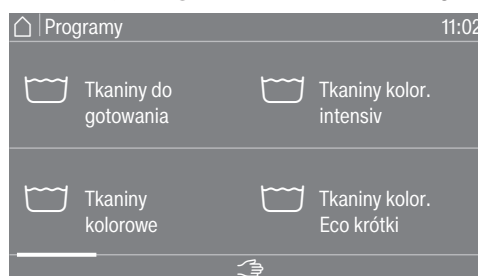 Programy 11:02
Tkaniny do
gotowania
Tkaniny kolor.
intensiv
Tkaniny
kolorowe
Tkaniny kolor.
Eco krótki